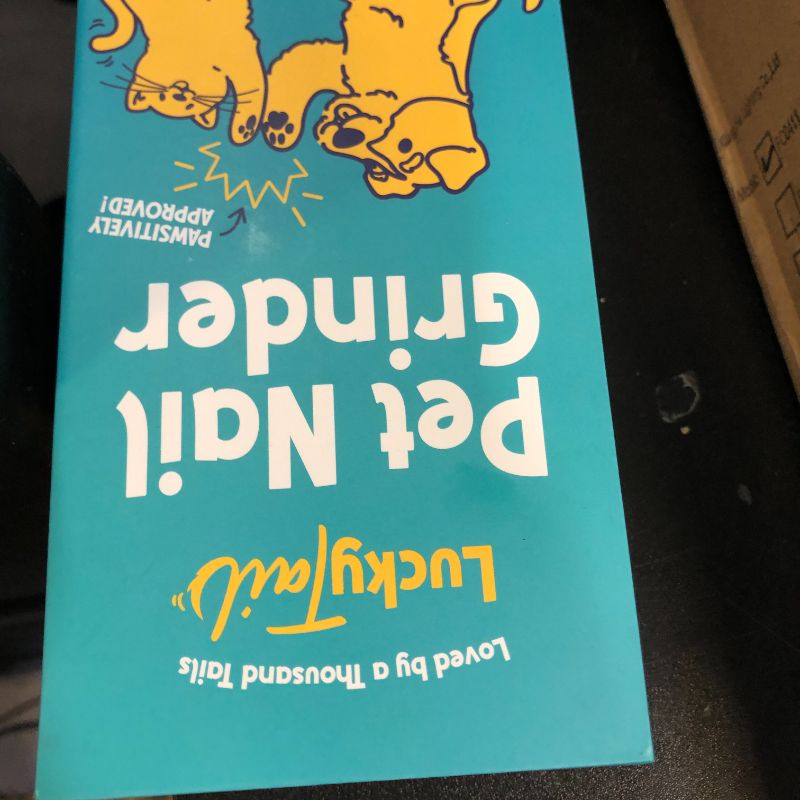 Loved by a Thousand Tails
LuckyTail
Pet Nail
Grinder
PAWSITIVELY
APPROVED!